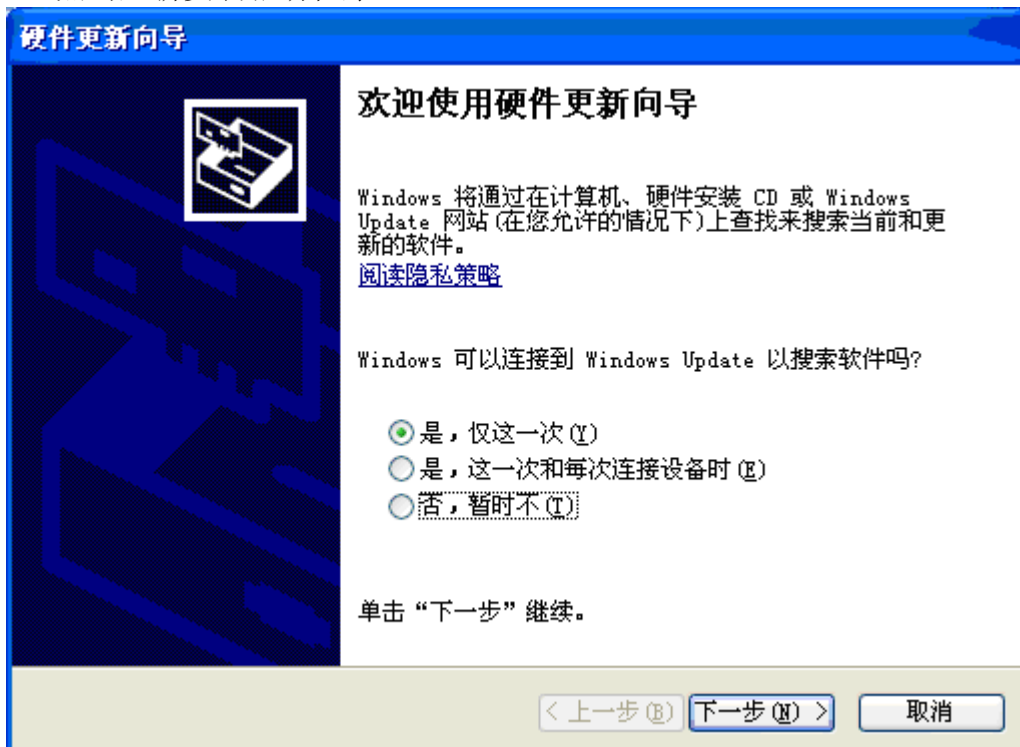 硬件更新向导
欢迎使用硬件更新向导
Windows 将通过在计算机、硬件安装 CD 或 Windows
Update 网站(在您允许的情况下)上查找来搜索当前和更
新的软件。
阅读隐私策略
Windows 可以连接到 Windows Update 以搜索软件吗?
是，仅这一次(Y)
是，这一次和每次连接设备时(E)
否，暂时不(T)
单击“下一步”继续。
< 上一步(B) 下一步(N) > 取消